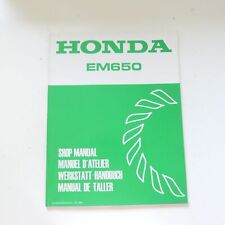 HONDA
EM650
SHOP MANUAL
MANUEL D'ATELIER
WERKSTATT-HANDBUCH
MANUAL DE TALLER